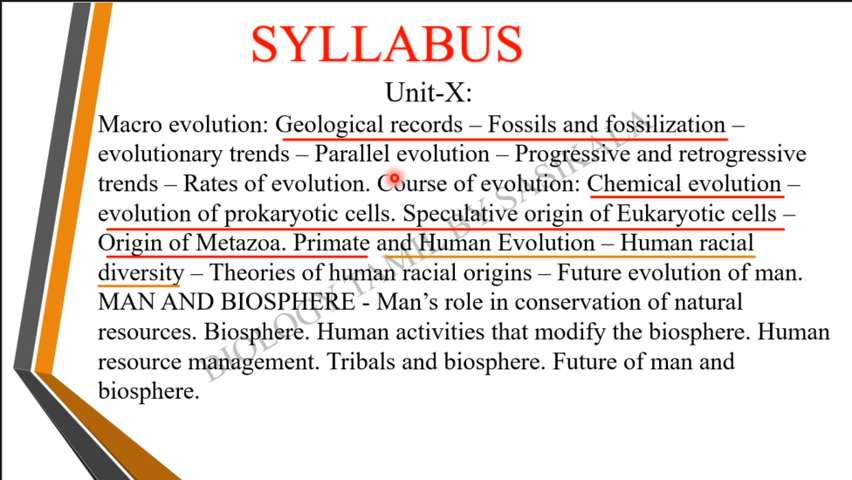 SYLLABUS
Unit-X:
Macro evolution: Geological records – Fossils and fossilization –
evolutionary trends – Parallel evolution – Progressive and retrogressive
trends – Rates of evolution. Course of evolution: Chemical evolution –
evolution of prokaryotic cells. Speculative origin of Eukaryotic cells –
Origin of Metazoa. Primate and Human Evolution – Human racial
diversity – Theories of human racial origins – Future evolution of man.
MAN AND BIOSPHERE - Man’s role in conservation of natural
resources. Biosphere. Human activities that modify the biosphere. Human
resource management. Tribals and biosphere. Future of man and
biosphere.
BIOLOGY TAMIL BY SASIKALA